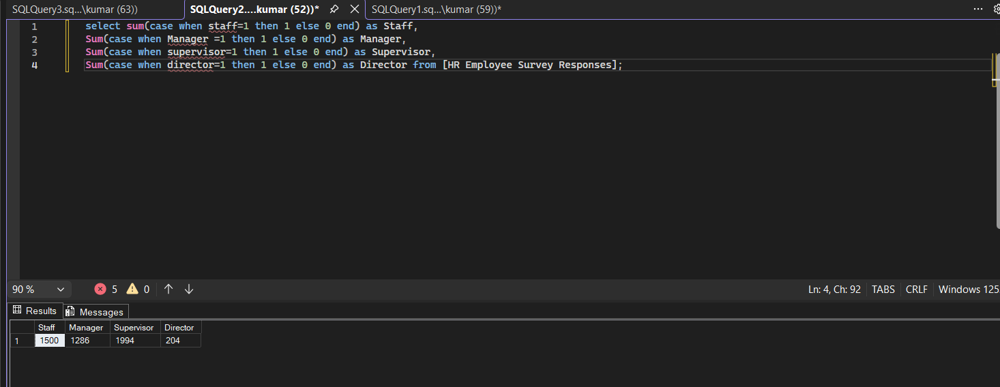 SQLQuery3.sq...\kumar (63))
SQLQuery2....kumar (52))*
SQLQuery1.sq...\kumar (59))*
1 select sum(case when staff=1 then 1 else 0 end) as Staff,
2 Sum(case when Manager =1 then 1 else 0 end) as Manager,
3 Sum(case when supervisor=1 then 1 else 0 end) as Supervisor,
4 Sum(case when director=1 then 1 else 0 end) as Director from [HR Employee Survey Responses];
90 % 5 0 Ln: 4, Ch: 92 TABS CRLF Windows 125
Results Messages
Staff Manager Supervisor Director
1 1500 1286 1994 204